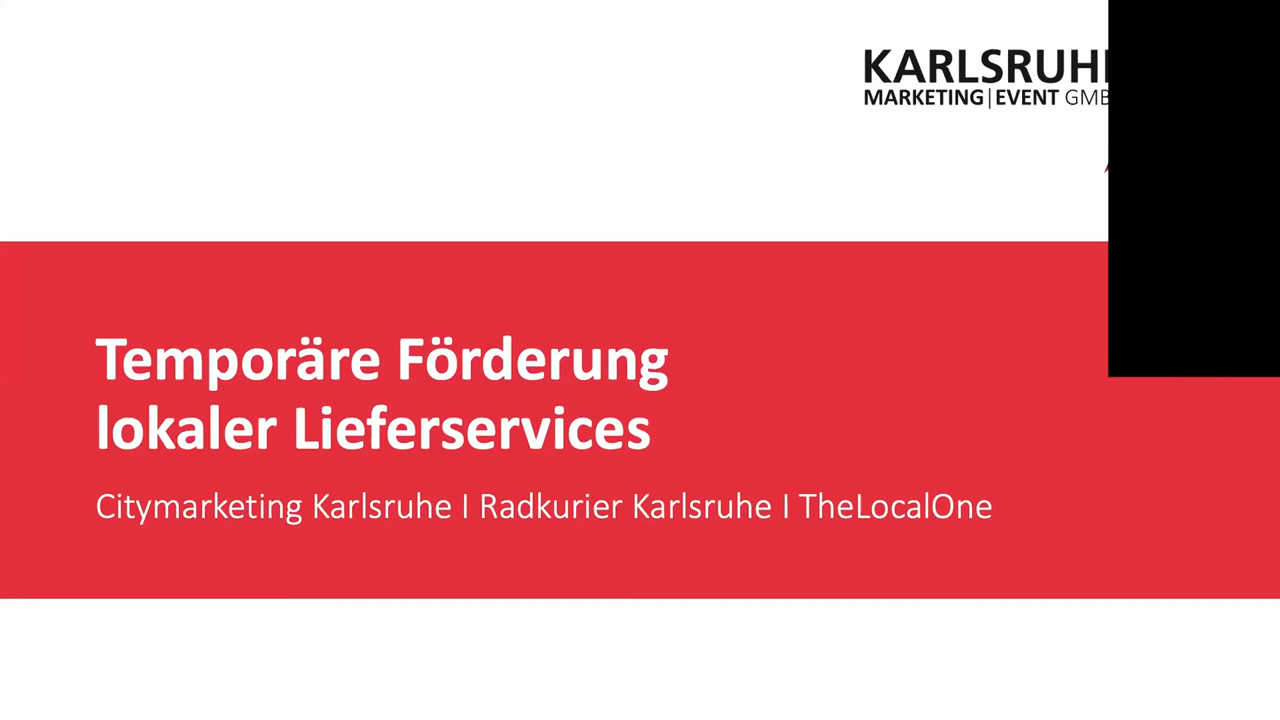 KARLSRUH
MARKETING|EVENT GMB
Temporäre Förderung
lokaler Lieferservices
Citymarketing Karlsruhe I Radkurier Karlsruhe I TheLocalOne